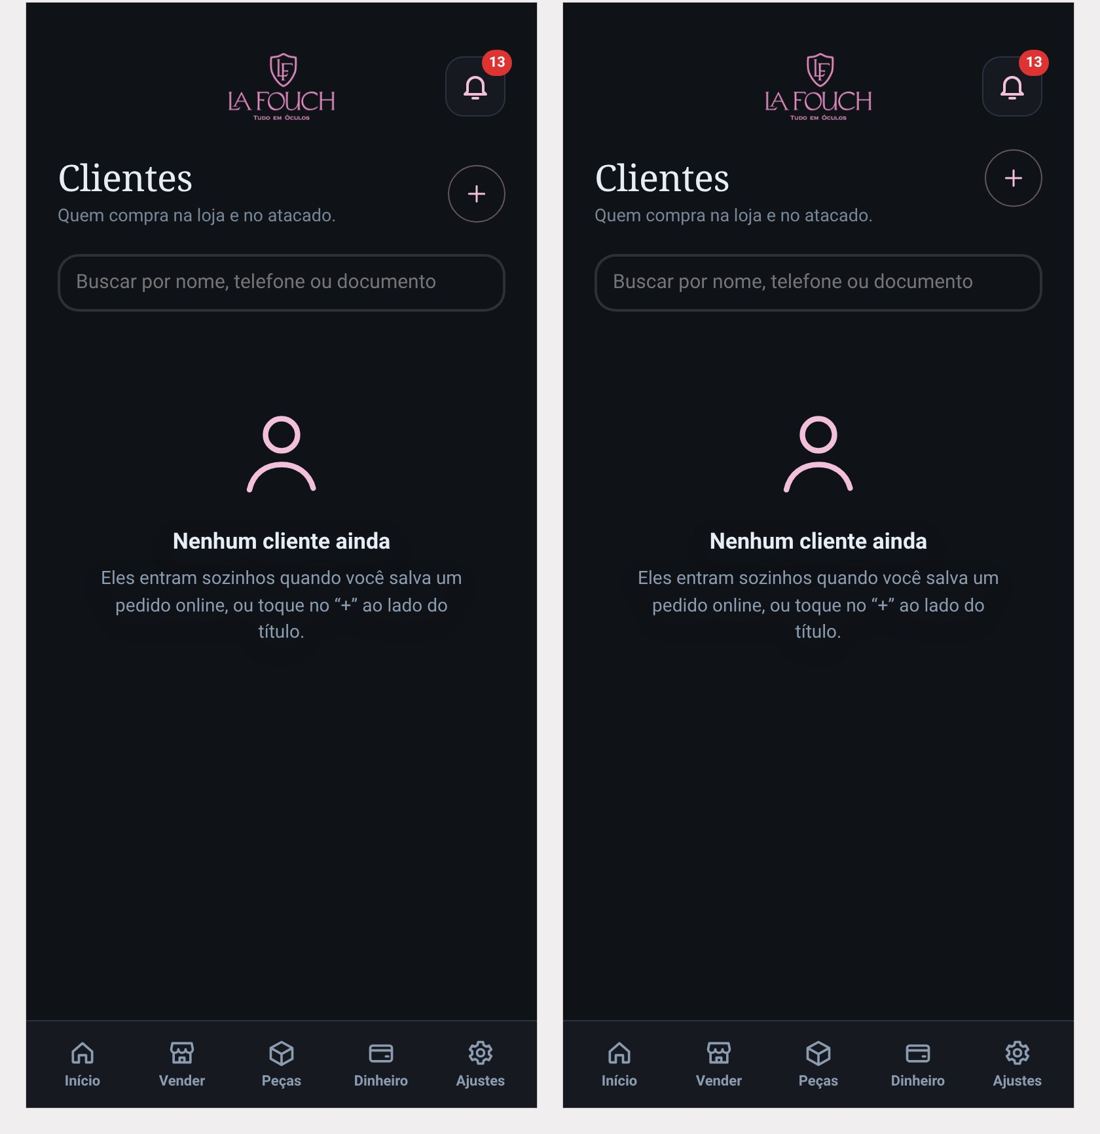 LF
LA FOUCH
TUDO EM ÓCULOS
13
Clientes
+
Quem compra na loja e no atacado.
Buscar por nome, telefone ou documento
Nenhum cliente ainda
Eles entram sozinhos quando você salva um
pedido online, ou toque no “+” ao lado do
título.
Início
Vender
Peças
Dinheiro
Ajustes
LF
LA FOUCH
TUDO EM ÓCULOS
13
Clientes
+
Quem compra na loja e no atacado.
Buscar por nome, telefone ou documento
Nenhum cliente ainda
Eles entram sozinhos quando você salva um
pedido online, ou toque no “+” ao lado do
título.
Início
Vender
Peças
Dinheiro
Ajustes